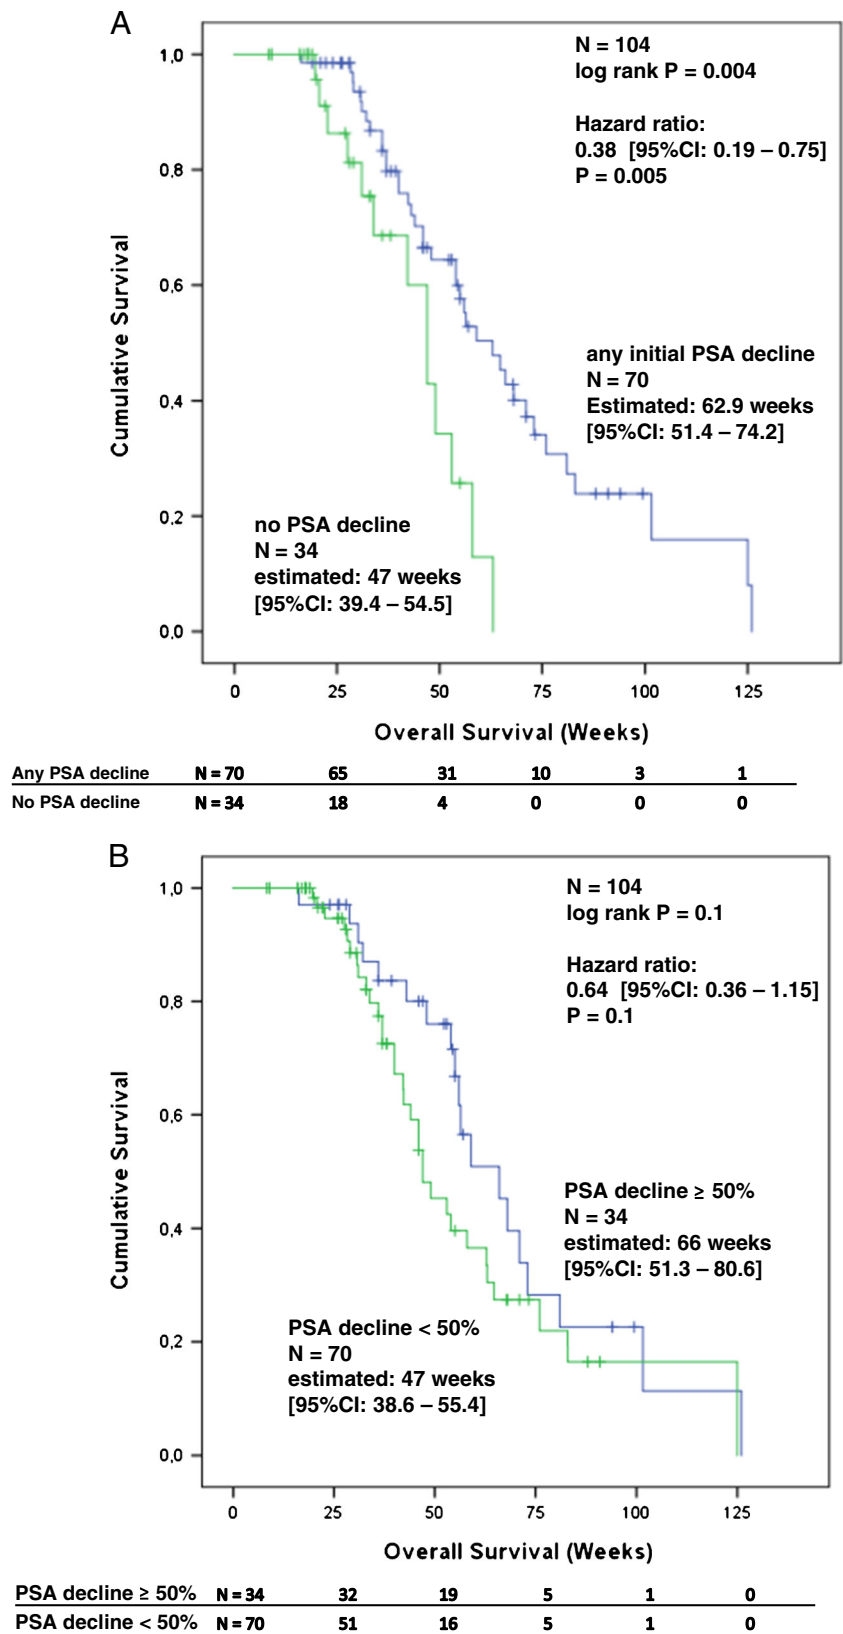 A
N = 104
log rank P = 0.004
Hazard ratio:
0.38 [95%CI: 0.19 – 0.75]
P = 0.005
1,0
0,8
0,6
0,4
0,2
0,0
Cumulative Survival
any initial PSA decline
N = 70
Estimated: 62.9 weeks
[95%CI: 51.4 – 74.2]
no PSA decline
N = 34
estimated: 47 weeks
[95%CI: 39.4 – 54.5]
0 25 50 75 100 125
Overall Survival (Weeks)
Any PSA decline N = 70 65 31 10 3 1
No PSA decline N = 34 18 4 0 0 0
B
N = 104
log rank P = 0.1
Hazard ratio:
0.64 [95%CI: 0.36 – 1.15]
P = 0.1
1,0
0,8
0,6
0,4
0,2
0,0
Cumulative Survival
PSA decline ≥ 50%
N = 34
estimated: 66 weeks
[95%CI: 51.3 – 80.6]
PSA decline < 50%
N = 70
estimated: 47 weeks
[95%CI: 38.6 – 55.4]
0 25 50 75 100 125
Overall Survival (Weeks)
PSA decline ≥ 50% N = 34 32 19 5 1 0
PSA decline < 50% N = 70 51 16 5 1 0